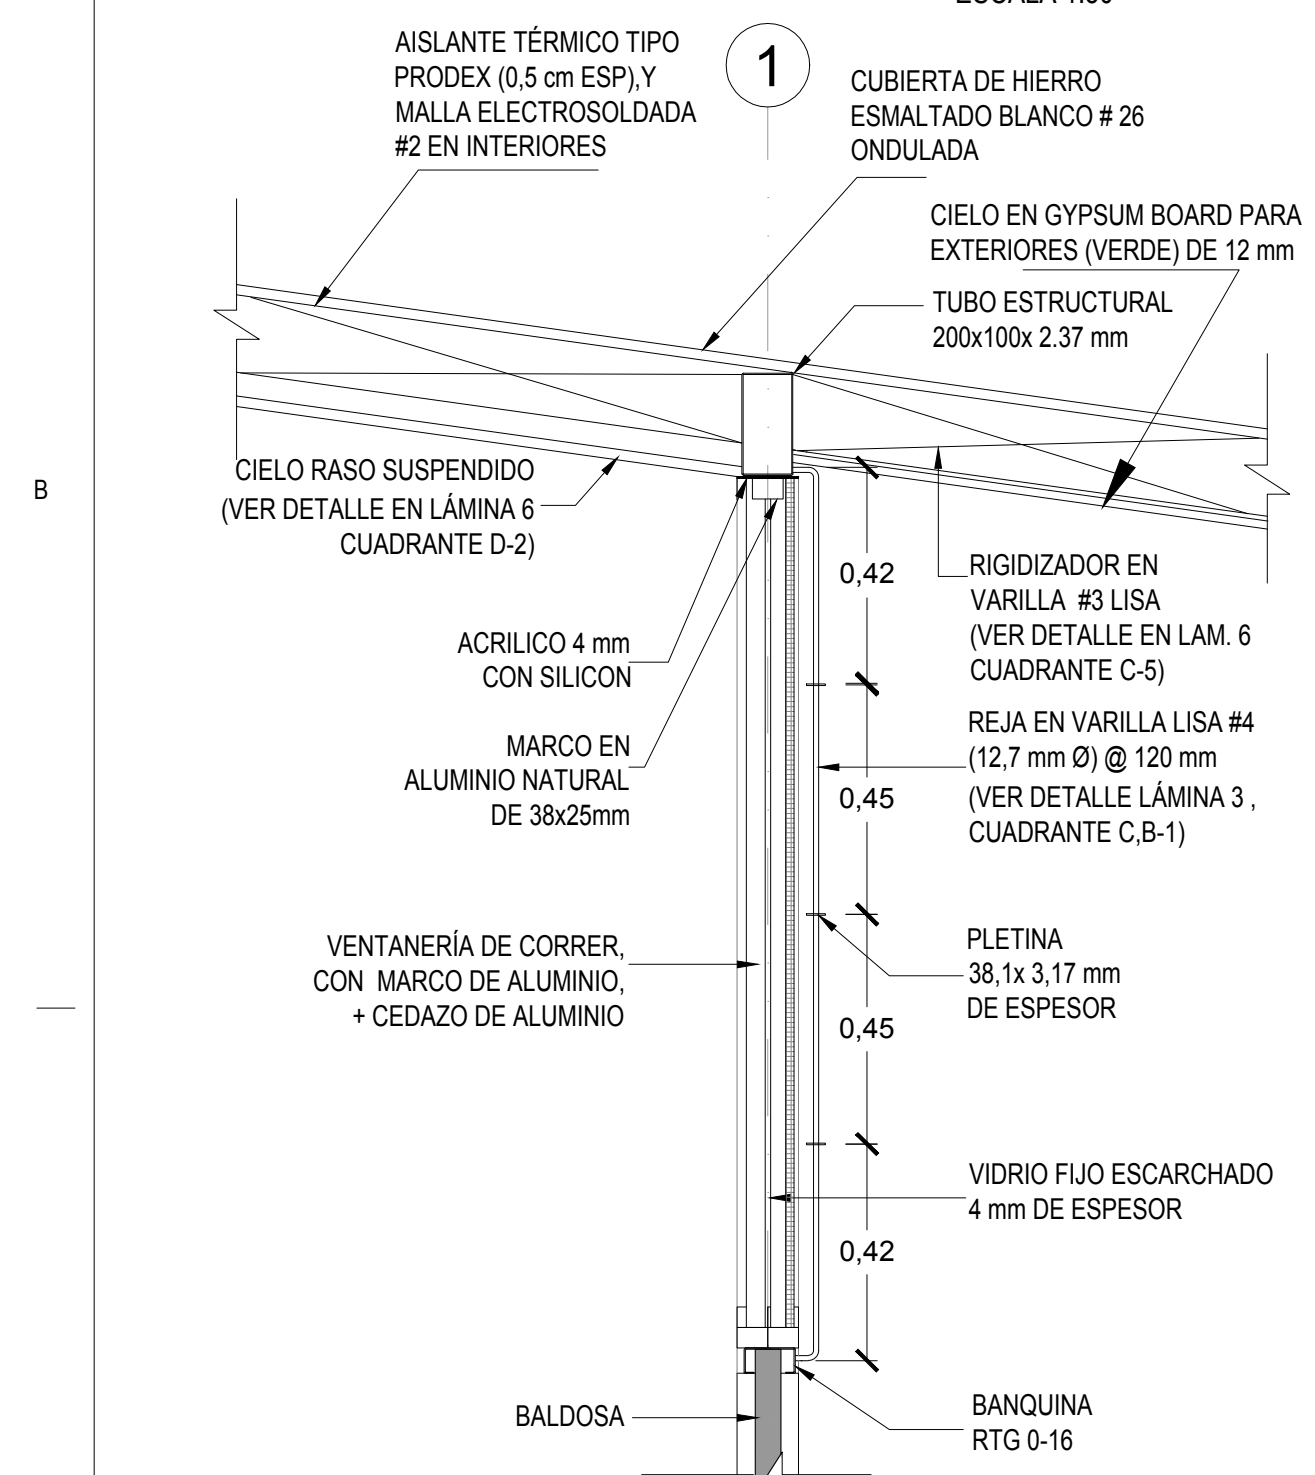 AISLANTE TÉRMICO TIPO
PRODEX (0,5 cm ESP),Y
MALLA ELECTROSOLDADA
#2 EN INTERIORES
1
CUBIERTA DE HIERRO
ESMALTADO BLANCO # 26
ONDULADA
CIELO EN GYPSUM BOARD PARA
EXTERIORES (VERDE) DE 12 mm
TUBO ESTRUCTURAL
200x100x 2.37 mm
B
CIELO RASO SUSPENDIDO
(VER DETALLE EN LÁMINA 6
CUADRANTE D-2)
0,42
RIGIDIZADOR EN
VARILLA #3 LISA
(VER DETALLE EN LAM. 6
CUADRANTE C-5)
ACRILICO 4 mm
CON SILICON
REJA EN VARILLA LISA #4
(12,7 mm Ø) @ 120 mm
(VER DETALLE LÁMINA 3 ,
CUADRANTE C,B-1)
MARCO EN
ALUMINIO NATURAL
DE 38x25mm
0,45
VENTANERÍA DE CORRER,
CON MARCO DE ALUMINIO,
+ CEDAZO DE ALUMINIO
PLETINA
38,1x 3,17 mm
DE ESPESOR
0,45
VIDRIO FIJO ESCARCHADO
4 mm DE ESPESOR
0,42
BALDOSA
BANQUINA
RTG 0-16